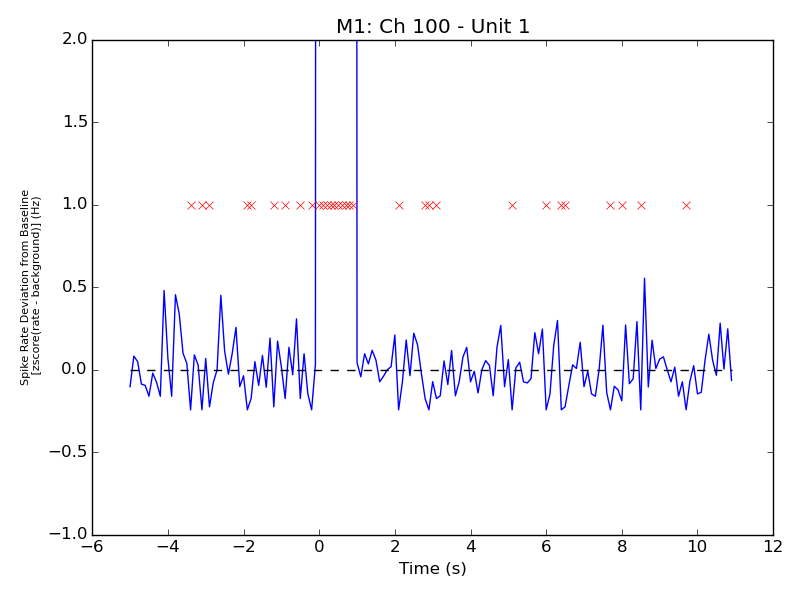 M1: Ch 100 - Unit 1
2.0
1.5
1.0
0.5
0.0
−0.5
−1.0
Spike Rate Deviation from Baseline
[zscore(rate - background)] (Hz)
−6 −4 −2 0 2 4 6 8 10 12
Time (s)